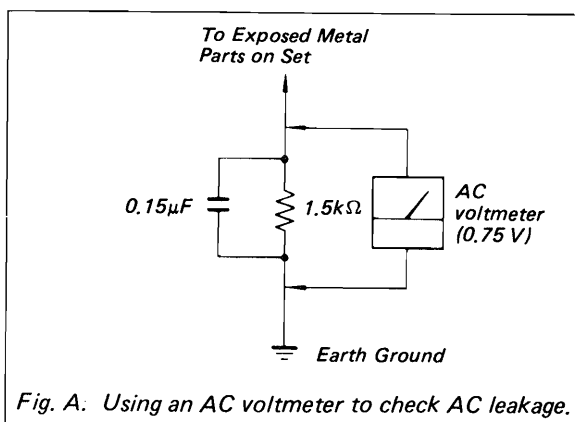 To Exposed Metal
Parts on Set
0.15μF
1.5kΩ
AC
voltmeter
(0.75 V)
Earth Ground
Fig. A. Using an AC voltmeter to check AC leakage.